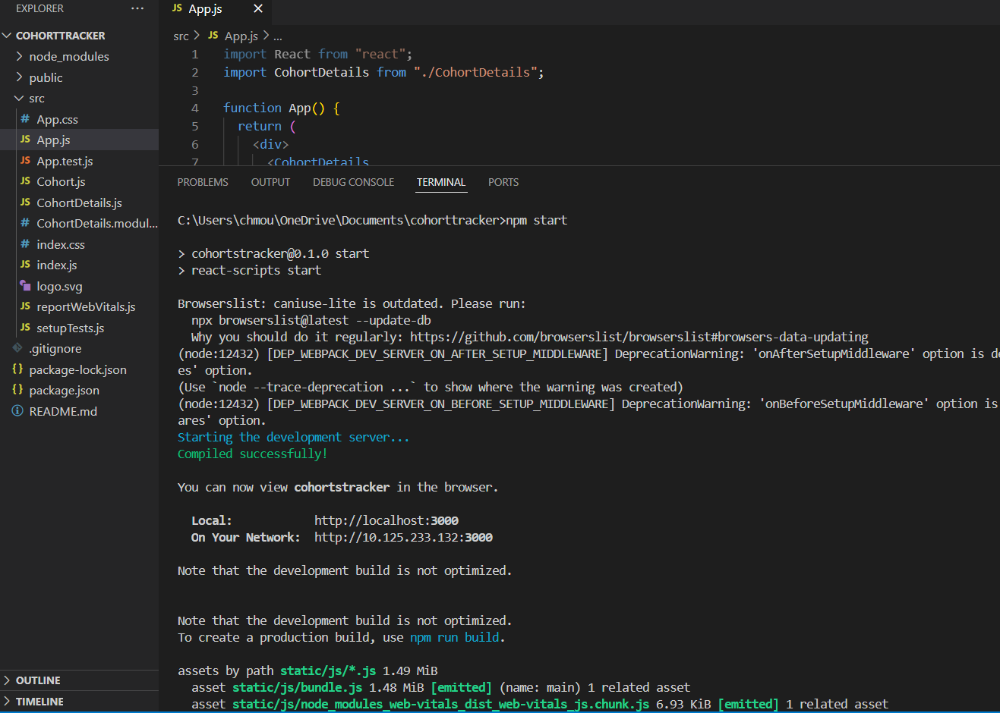 EXPLORER
...
JS App.js
COHORTTRACKER
node_modules
public
src
# App.css
JS App.js
JS App.test.js
JS Cohort.js
JS CohortDetails.js
# CohortDetails.modul...
# index.css
JS index.js
logo.svg
JS reportWebVitals.js
JS setupTests.js
.gitignore
{} package-lock.json
{} package.json
README.md
OUTLINE
TIMELINE
src > JS App.js > ...
1 import React from "react";
2 import CohortDetails from "./CohortDetails";
3
4 function App() {
5 return (
6 <div>
7 <CohortDetails
PROBLEMS OUTPUT DEBUG CONSOLE TERMINAL PORTS
C:\Users\chmou\OneDrive\Documents\cohorttracker>npm start
> cohortstracker@0.1.0 start
> react-scripts start
Browserslist: caniuse-lite is outdated. Please run:
npx browserslist@latest --update-db
Why you should do it regularly: https://github.com/browserslist/browserslist#browsers-data-updating
(node:12432) [DEP_WEBPACK_DEV_SERVER_ON_AFTER_SETUP_MIDDLEWARE] DeprecationWarning: 'onAfterSetupMiddleware' option is de
es' option.
(Use `node --trace-deprecation ...` to show where the warning was created)
(node:12432) [DEP_WEBPACK_DEV_SERVER_ON_BEFORE_SETUP_MIDDLEWARE] DeprecationWarning: 'onBeforeSetupMiddleware' option is
ares' option.
Starting the development server...
Compiled successfully!
You can now view cohortstracker in the browser.
Local: http://localhost:3000
On Your Network: http://10.125.233.132:3000
Note that the development build is not optimized.
Note that the development build is not optimized.
To create a production build, use npm run build.
assets by path static/js/*.js 1.49 MiB
asset static/js/bundle.js 1.48 MiB [emitted] (name: main) 1 related asset
asset static/js/node_modules_web-vitals_dist_web-vitals_js.chunk.js 6.93 KiB [emitted] 1 related asset